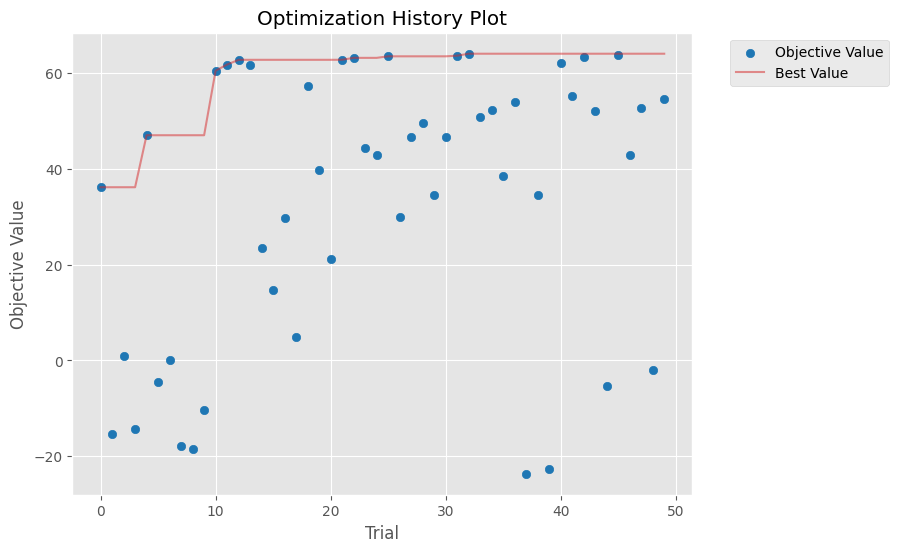 Optimization History Plot
Objective Value
Best Value
Objective Value
60
40
20
0
−20
0 10 20 30 40 50
Trial